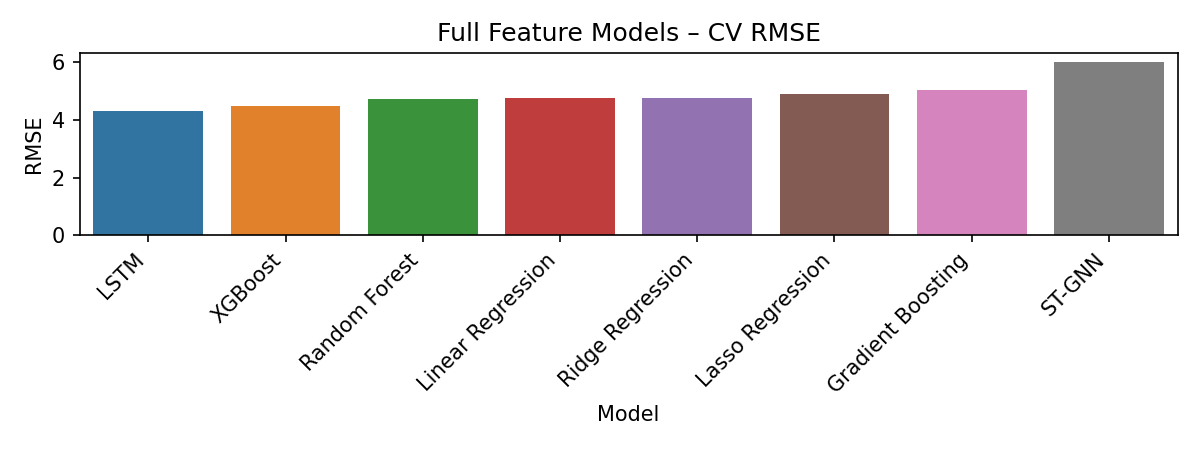 Full Feature Models – CV RMSE
RMSE
6
4
2
0
LSTM
XGBoost
Random Forest
Linear Regression
Ridge Regression
Lasso Regression
Gradient Boosting
ST-GNN
Model